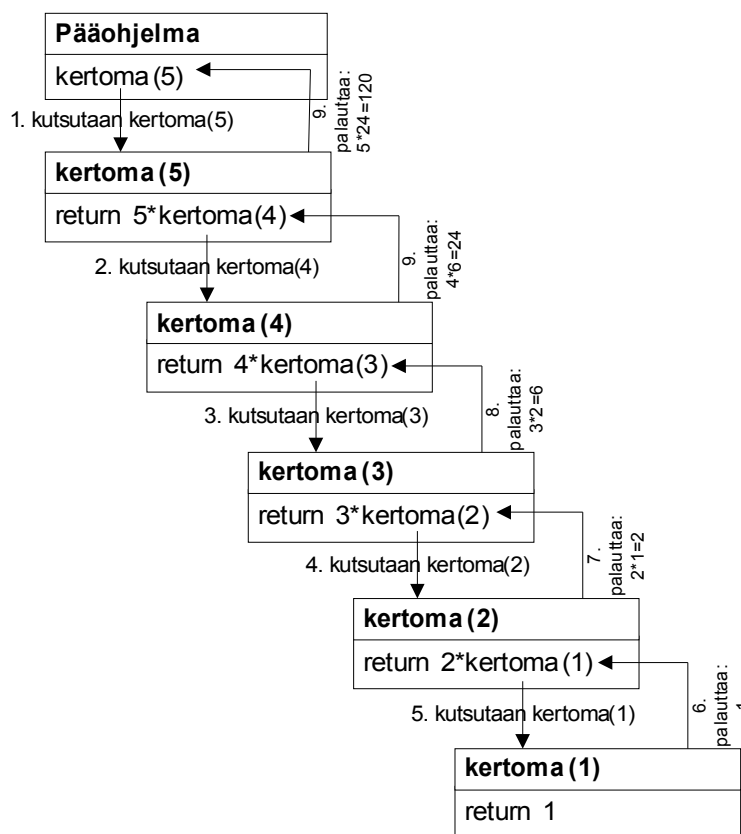 Pääohjelma
kertoma(5)
1. kutsutaan kertoma(5)
9.
palauttaa:
5*24=120
kertoma(5)
return 5*kertoma(4)
2. kutsutaan kertoma(4)
9.
palauttaa:
4*6=24
kertoma(4)
return 4*kertoma(3)
3. kutsutaan kertoma(3)
8.
palauttaa:
3*2=6
kertoma(3)
return 3*kertoma(2)
4. kutsutaan kertoma(2)
7.
palauttaa:
2*1=2
kertoma(2)
return 2*kertoma(1)
5. kutsutaan kertoma(1)
6.
palauttaa:
kertoma(1)
return 1